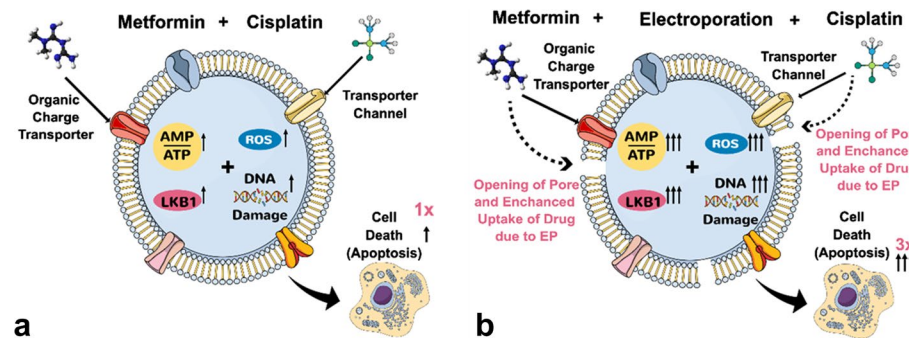 Metformin + Cisplatin
Organic
Charge
Transporter
Transporter
Channel
AMP
ATP
ROS
+
LKB1
DNA
Damage
Cell
Death
(Apoptosis)
1x
a
Metformin + Electroporation + Cisplatin
Organic
Charge
Transporter
Transporter
Channel
AMP
ATP
ROS
+
LKB1
DNA
Damage
Opening of Pore
and Enchanced
Uptake of Drug
due to EP
Opening of Po
and Enchance
Uptake of Dru
due to EP
Cell
Death
(Apoptosis)
3x
b